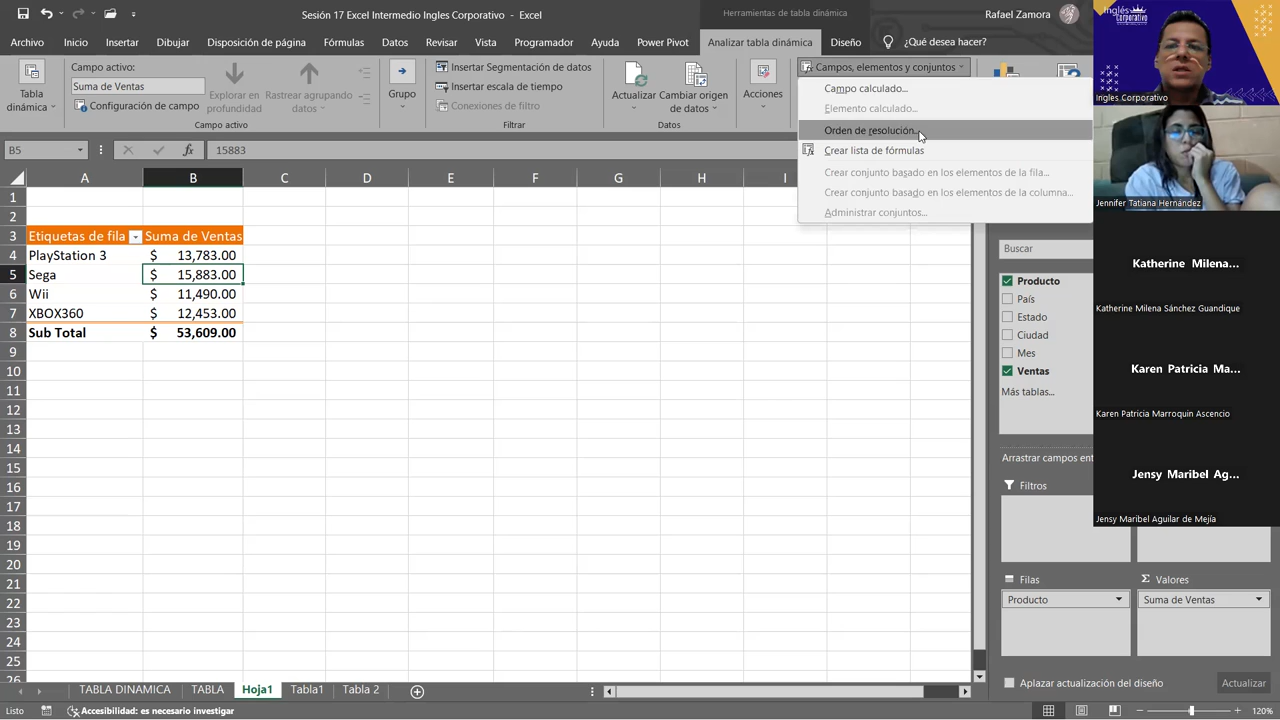 Sesión 17 Excel Intermedio Ingles Corporativo - Excel
Herramientas de tabla dinámica
Rafael Zamora
Archivo Inicio Insertar Dibujar Disposición de página Fórmulas Datos Revisar Vista Programador Ayuda Power Pivot Analizar tabla dinámica Diseño ¿Qué desea hacer?
Tabla dinámica
Campo activo:
Suma de Ventas
Configuración de campo
Explorar en profundidad
Rastrear agrupando datos
Campo activo
Grupo
Insertar Segmentación de datos
Insertar escala de tiempo
Conexiones de filtro
Filtrar
Actualizar
Cambiar origen de datos
Datos
Acciones
Campos, elementos y conjuntos
Campo calculado...
Elemento calculado...
Orden de resolución...
Crear lista de fórmulas
Crear conjunto basado en los elementos de la fila...
Crear conjunto basado en los elementos de la columna...
Administrar conjuntos...
B5
fx
15883
A B C D E F G H I
1
2
3 Etiquetas de fila Suma de Ventas
4 PlayStation 3 $ 13,783.00
5 Sega $ 15,883.00
6 Wii $ 11,490.00
7 XBOX360 $ 12,453.00
8 Sub Total $ 53,609.00
9
10
11
12
13
14
15
16
17
18
19
20
21
22
23
24
25
26
Buscar
Producto
País
Estado
Ciudad
Mes
Ventas
Más tablas...
Arrastrar campos ent
Filtros
Filas
Σ Valores
Producto
Suma de Ventas
Aplazar actualización del diseño
Actualizar
TABLA DINAMICA TABLA Hoja1 Tabla1 Tabla 2
Listo
Accesibilidad: es necesario investigar
120%
Inglés Corporativo
Ingles Corporativo
Jennifer Tatiana Hernández
Katherine Milena...
Katherine Milena Sánchez Guandique
Karen Patricia Ma...
Karen Patricia Marroquin Ascencio
Jensy Maribel Ag...
Jensy Maribel Aguilar de Mejía